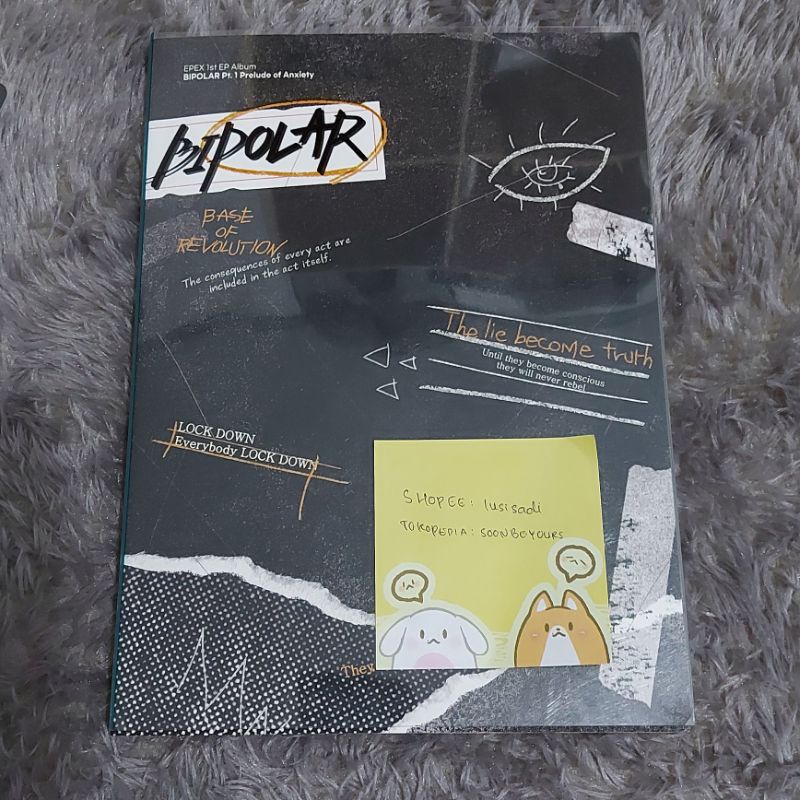 EPEX 1st EP Album
BIPOLAR Pt. 1 Prelude of Anxiety
BIPOLAR
BASE
OF
REVOLUTION
The consequences of every act are
included in the act itself.
The lie become truth
Until they become conscious
they will never rebel
LOCK DOWN
Everybody LOCK DOWN
SHOPEE: lusisadi
TOKOPEDIA: SOONBEYOURS
They